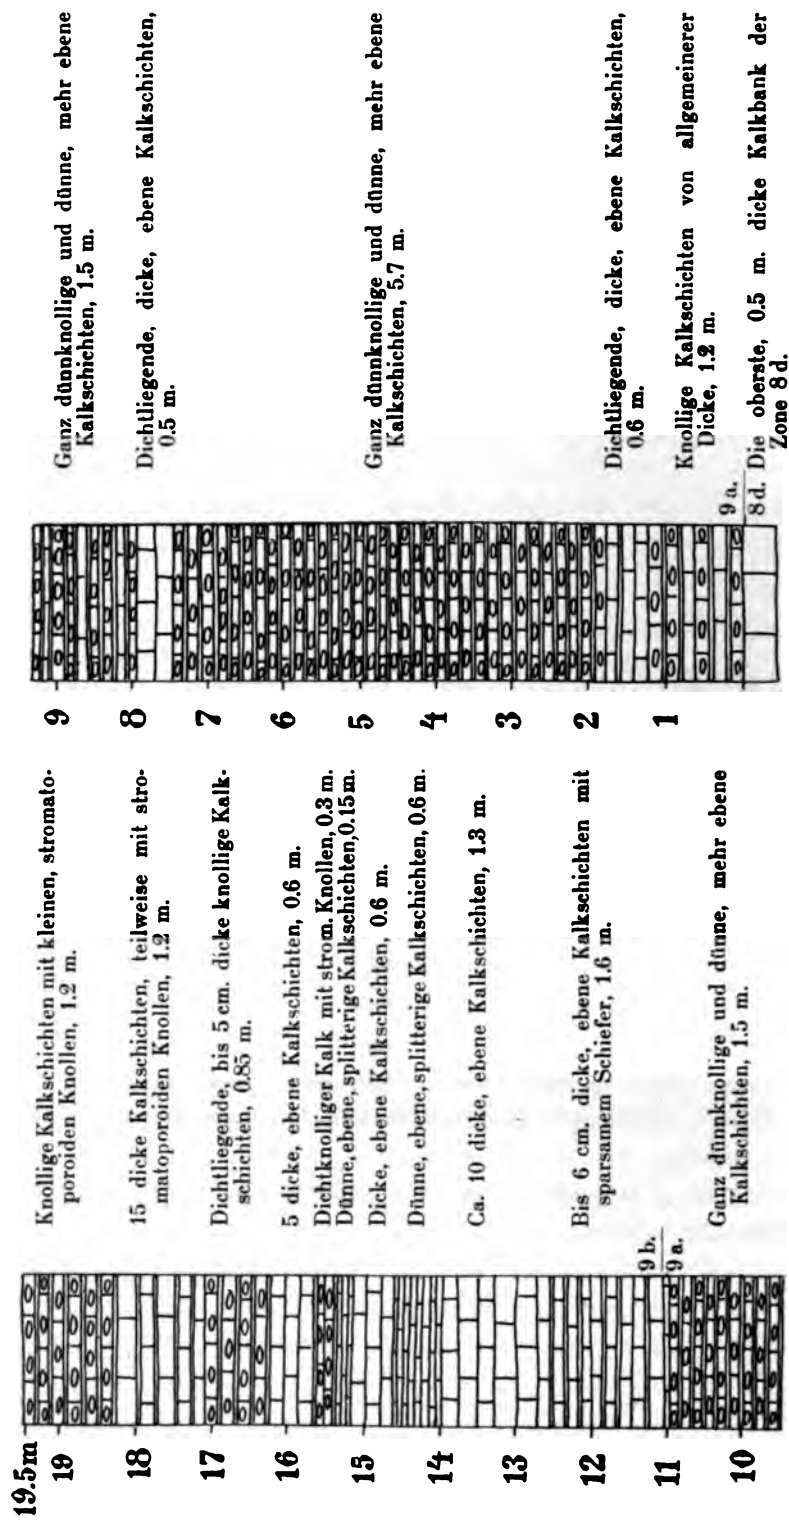 19.5m
19
18
17
16
15
14
13
12
11
10
Knollige Kalkschichten mit kleinen, stromato-
poroiden Knollen, 1.2 m.
15 dicke Kalkschichten, teilweise mit stro-
matoporoiden Knollen, 1.2 m.
Dichtliegende, bis 5 cm. dicke knollige Kalk-
schichten, 0.85 m.
5 dicke, ebene Kalkschichten, 0.6 m.
Dichtknolliger Kalk mit strom. Knollen, 0.3 m.
Dünne, ebene, splitterige Kalkschichten, 0.15 m.
Dicke, ebene Kalkschichten, 0.6 m.
Dünne, ebene, splitterige Kalkschichten, 0.6 m.
Ca. 10 dicke, ebene Kalkschichten, 1.3 m.
Bis 6 cm. dicke, ebene Kalkschichten mit
sparsamem Schiefer, 1.6 m.
9 b.
9 a.
Ganz dünnknollige und dünne, mehr ebene
Kalkschichten, 1.5 m.
9
8
7
6
5
4
3
2
1
Ganz dünnknollige und dünne, mehr ebene
Kalkschichten, 1.5 m.
Dichtliegende, dicke, ebene Kalkschichten,
0.5 m.
Ganz dünnknollige und dünne, mehr ebene
Kalkschichten, 5.7 m.
Dichtliegende, dicke, ebene Kalkschichten,
0.6 m.
Knollige Kalkschichten von allgemeinerer
Dicke, 1.2 m.
9 a.
8 d. Die oberste, 0.5 m. dicke Kalkbank der
Zone 8 d.